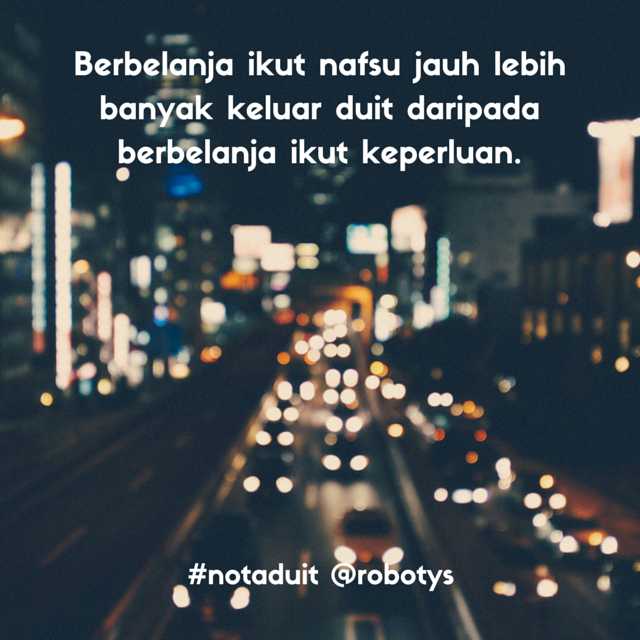 Berbelanja ikut nafsu jauh lebih
banyak keluar duit daripada
berbelanja ikut keperluan.
#notaduit @robotys